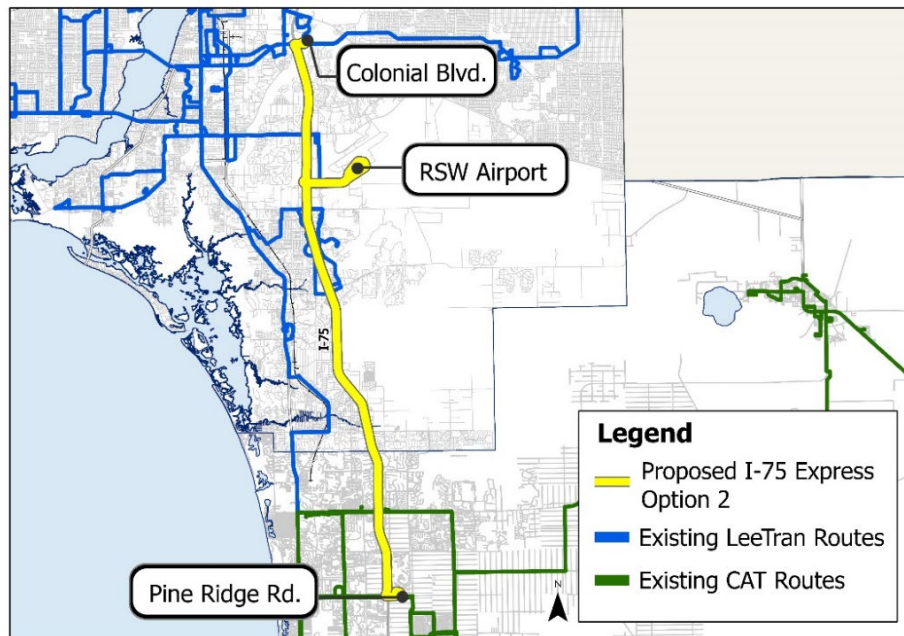 Colonial Blvd.
RSW Airport
I-75
Pine Ridge Rd.
N
Legend
Proposed I-75 Express
Option 2
Existing LeeTran Routes
Existing CAT Routes